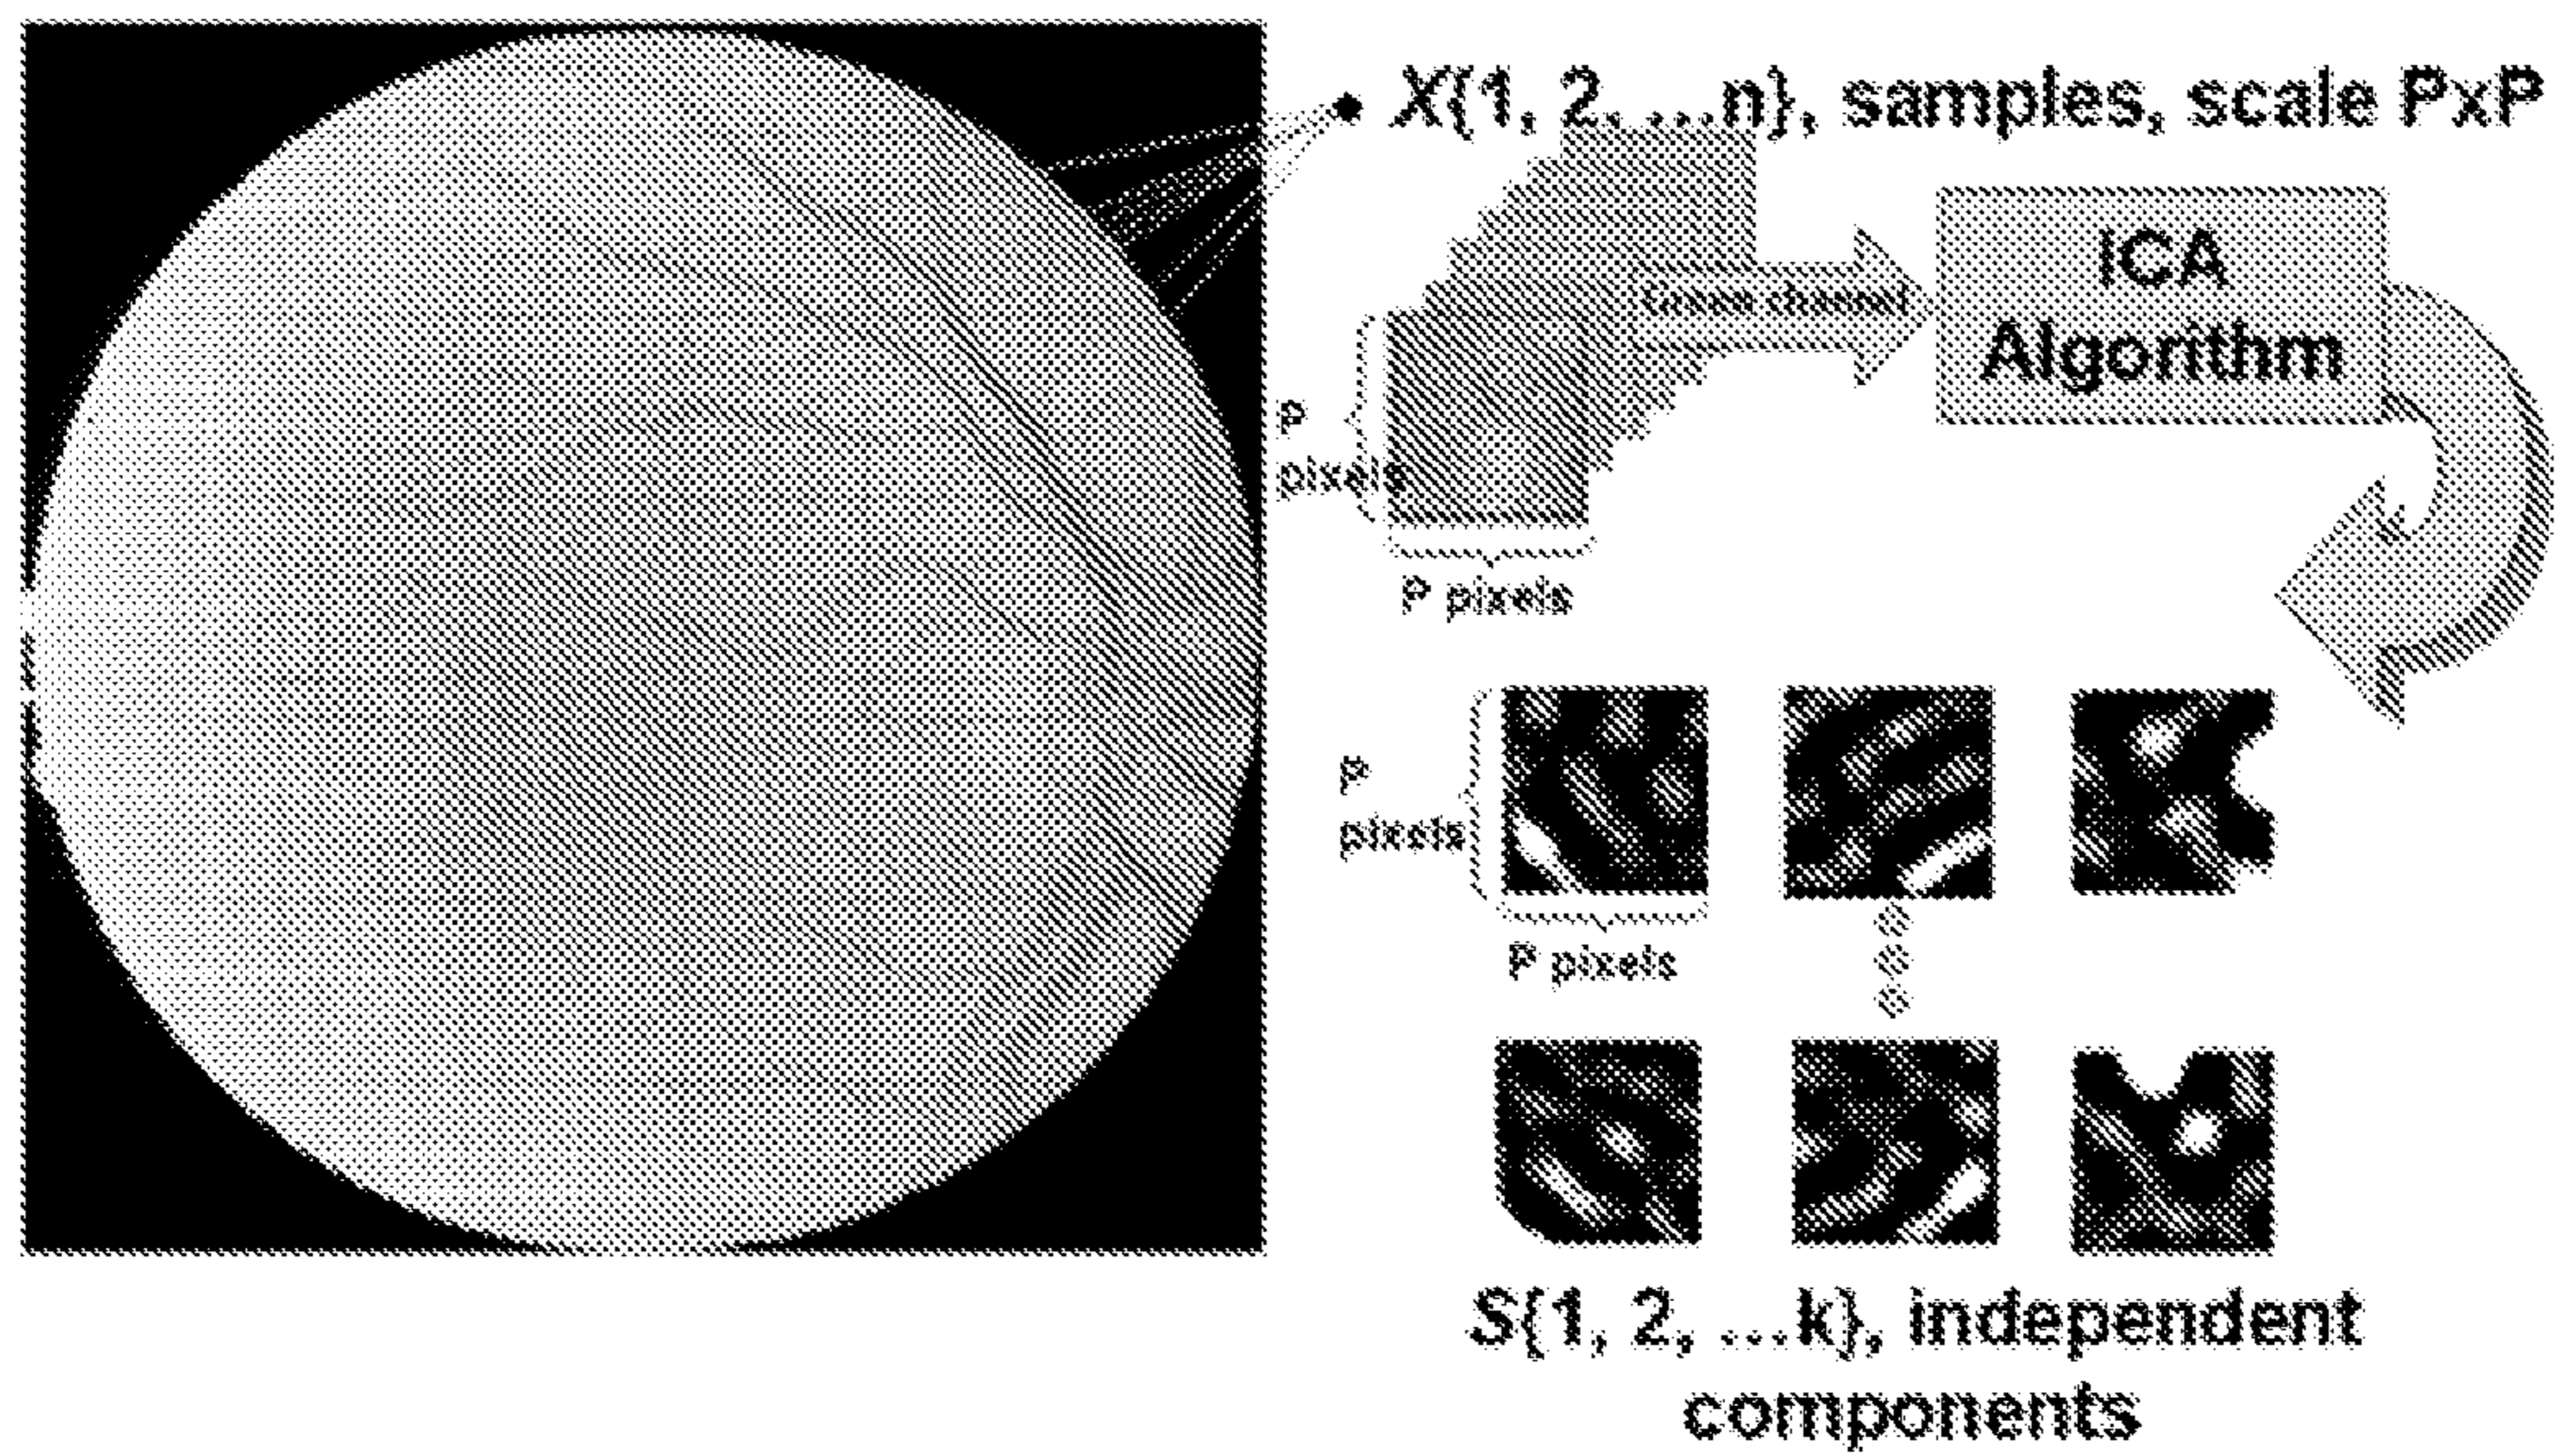 X{1, 2, ...n}, samples, scale PxP
Green channel
ICA
Algorithm
P
pixels
P pixels
P
pixels
P pixels
S{1, 2, ...k}, independent
components